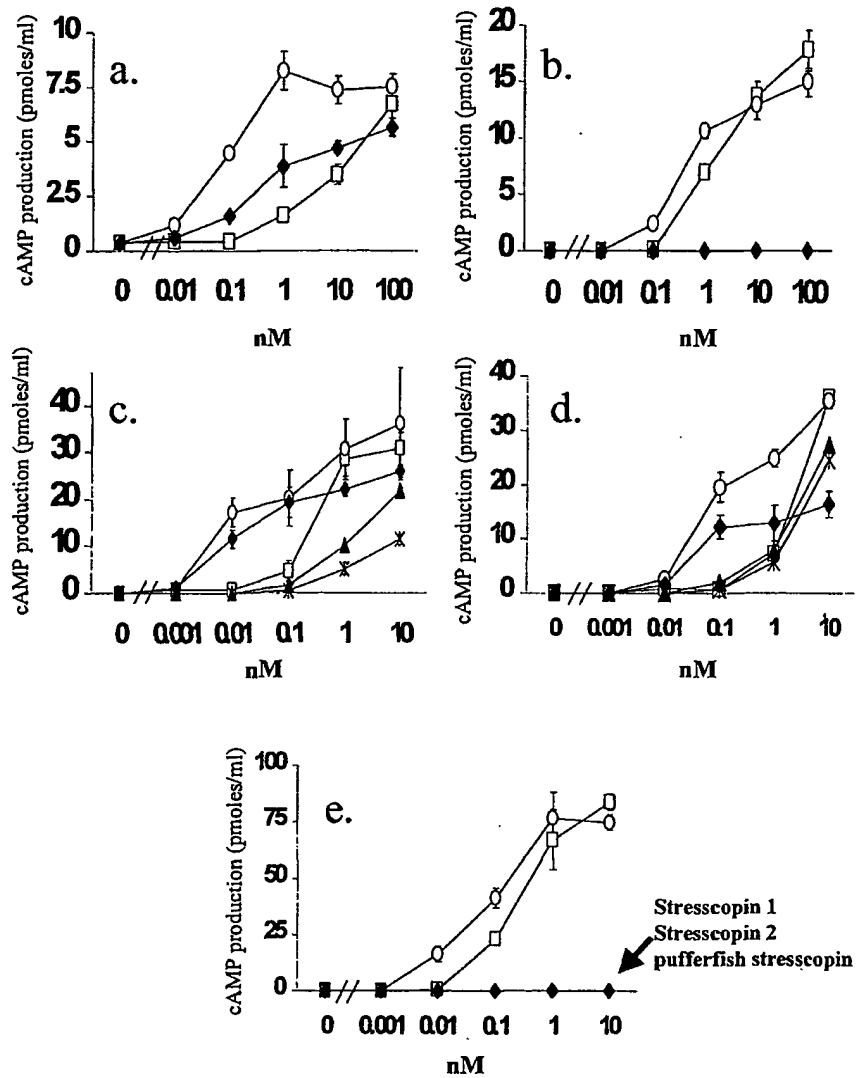 a.
cAMP production (pmoles/ml)
10
7.5
5
2.5
0
0 0.01 0.1 1 10 100
nM
b.
cAMP production (pmoles/ml)
20
15
10
5
0
0 0.01 0.1 1 10 100
nM
c.
cAMP production (pmoles/ml)
40
30
20
10
0
0 0.001 0.01 0.1 1 10
nM
d.
cAMP production (pmoles/ml)
40
30
20
10
0
0 0.001 0.01 0.1 1 10
nM
e.
cAMP production (pmoles/ml)
100
75
50
25
0
0 0.001 0.01 0.1 1 10
nM
Stresscopin 1
Stresscopin 2
pufferfish stresscopin